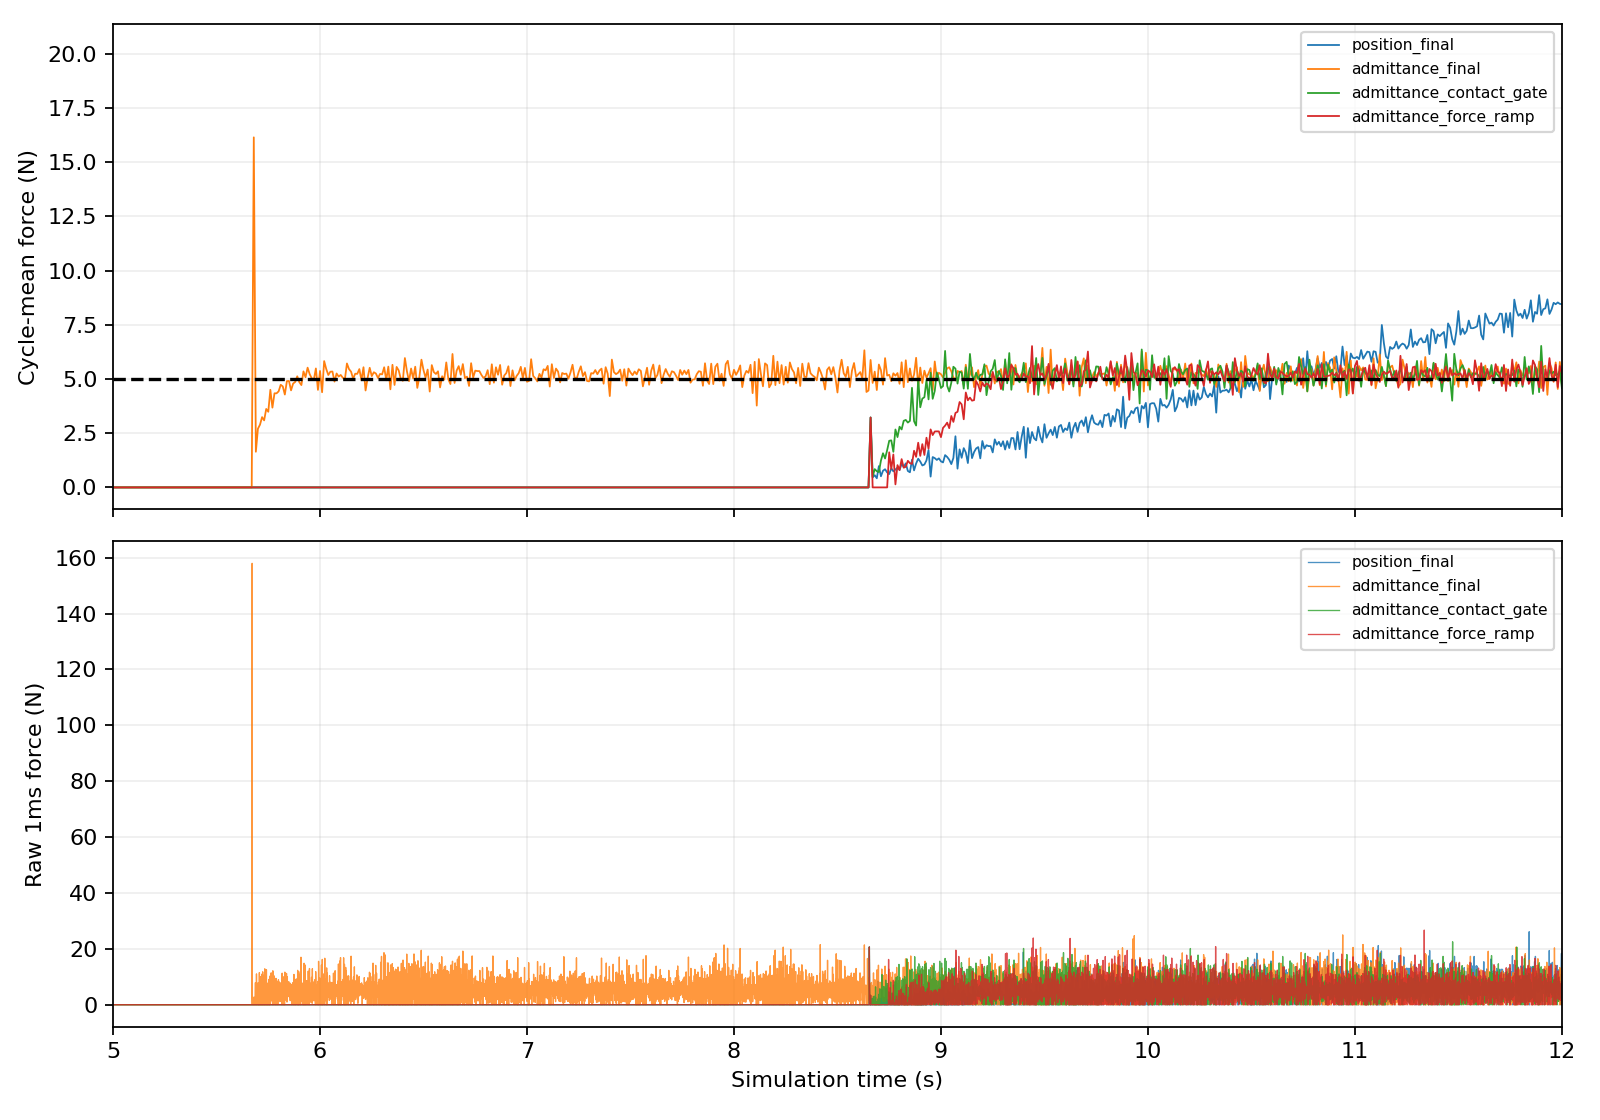 20.0
17.5
15.0
12.5
10.0
7.5
5.0
2.5
0.0
Cycle-mean force (N)
position_final
admittance_final
admittance_contact_gate
admittance_force_ramp
160
140
120
100
80
60
40
20
0
Raw 1ms force (N)
position_final
admittance_final
admittance_contact_gate
admittance_force_ramp
5 6 7 8 9 10 11 12
Simulation time (s)